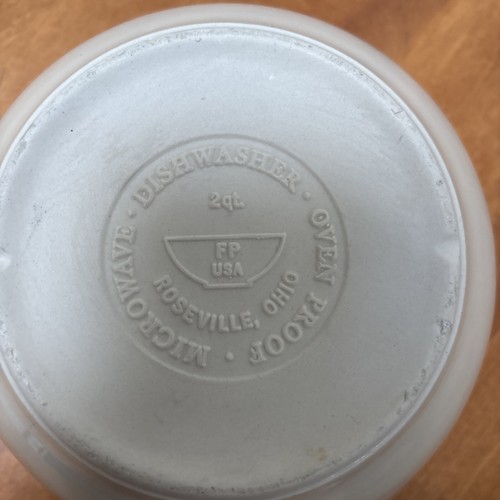 MICROWAVE · DISHWASHER · OVEN PROOF ·
2qt.
FP
USA
ROSEVILLE, OHIO